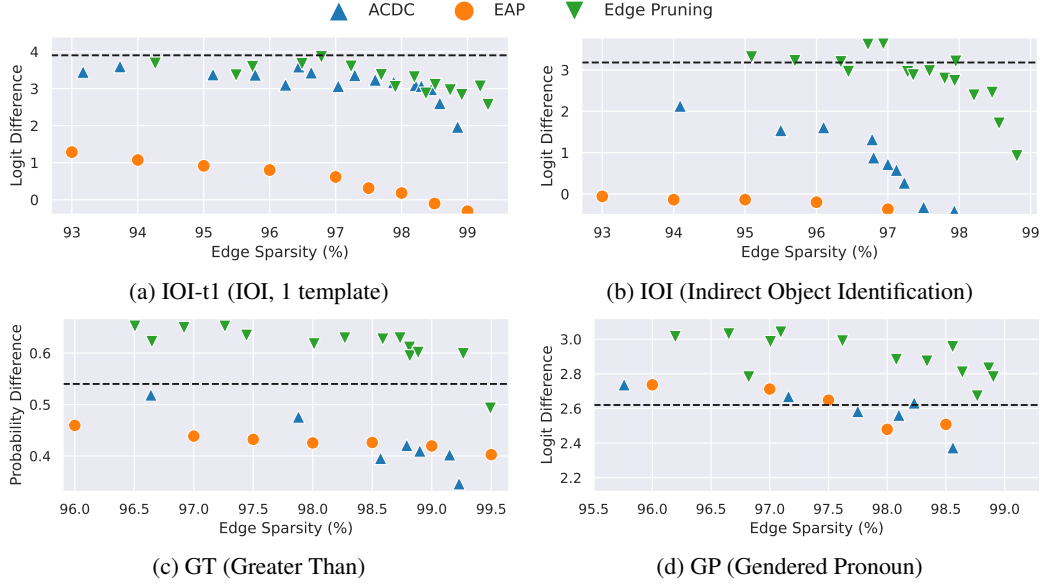 ACDC EAP Edge Pruning
4
3
2
1
0
Logit Difference
93 94 95 96 97 98 99
Edge Sparsity (%)
(a) IOI-t1 (IOI, 1 template)
3
2
1
0
Logit Difference
93 94 95 96 97 98 99
Edge Sparsity (%)
(b) IOI (Indirect Object Identification)
0.6
0.5
0.4
Probability Difference
96.0 96.5 97.0 97.5 98.0 98.5 99.0 99.5
Edge Sparsity (%)
(c) GT (Greater Than)
3.0
2.8
2.6
2.4
2.2
Logit Difference
95.5 96.0 96.5 97.0 97.5 98.0 98.5 99.0
Edge Sparsity (%)
(d) GP (Gendered Pronoun)